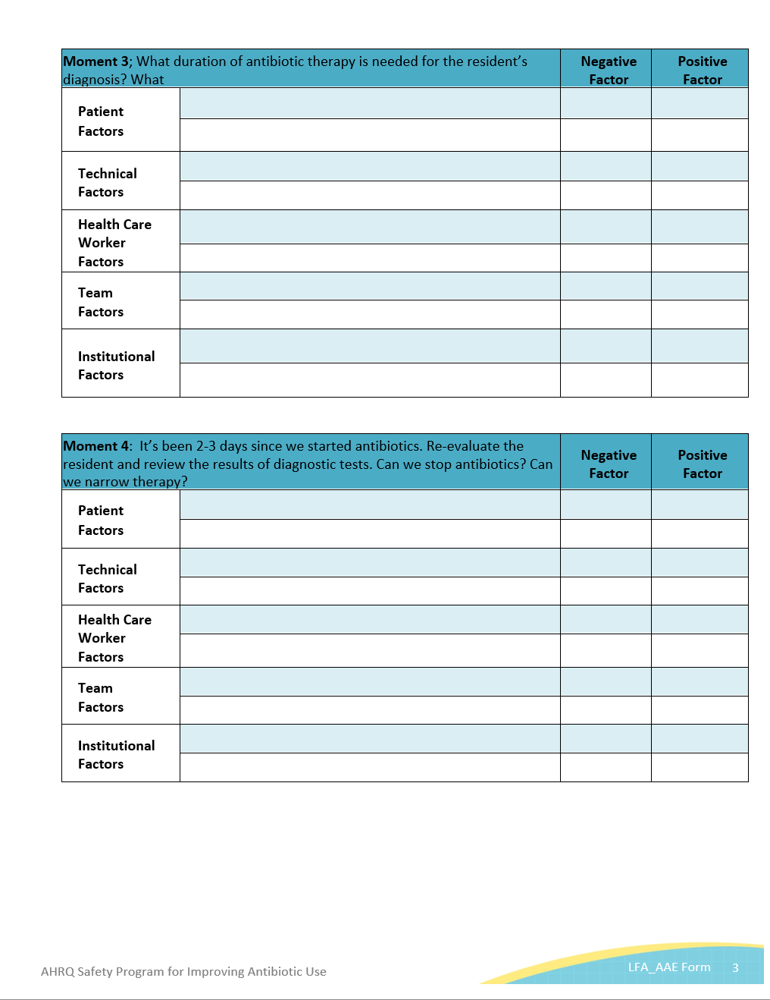 Moment 3; What duration of antibiotic therapy is needed for the resident’s
diagnosis? What
Negative
Factor
Positive
Factor
Patient
Factors
Technical
Factors
Health Care
Worker
Factors
Team
Factors
Institutional
Factors
Moment 4:  It’s been 2-3 days since we started antibiotics. Re-evaluate the
resident and review the results of diagnostic tests. Can we stop antibiotics? Can
we narrow therapy?
Negative
Factor
Positive
Factor
Patient
Factors
Technical
Factors
Health Care
Worker
Factors
Team
Factors
Institutional
Factors
AHRQ Safety Program for Improving Antibiotic Use
LFA_AAE Form 3